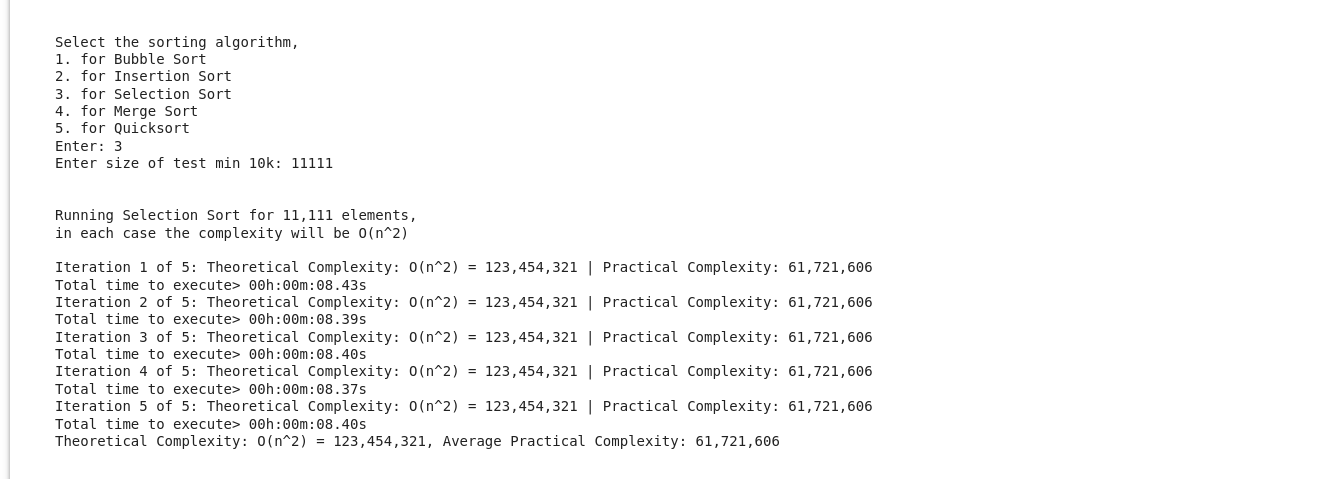 Select the sorting algorithm,
1. for Bubble Sort
2. for Insertion Sort
3. for Selection Sort
4. for Merge Sort
5. for Quicksort
Enter: 3
Enter size of test min 10k: 11111
Running Selection Sort for 11,111 elements,
in each case the complexity will be O(n^2)
Iteration 1 of 5: Theoretical Complexity: O(n^2) = 123,454,321 | Practical Complexity: 61,721,606
Total time to execute> 00h:00m:08.43s
Iteration 2 of 5: Theoretical Complexity: O(n^2) = 123,454,321 | Practical Complexity: 61,721,606
Total time to execute> 00h:00m:08.39s
Iteration 3 of 5: Theoretical Complexity: O(n^2) = 123,454,321 | Practical Complexity: 61,721,606
Total time to execute> 00h:00m:08.40s
Iteration 4 of 5: Theoretical Complexity: O(n^2) = 123,454,321 | Practical Complexity: 61,721,606
Total time to execute> 00h:00m:08.37s
Iteration 5 of 5: Theoretical Complexity: O(n^2) = 123,454,321 | Practical Complexity: 61,721,606
Total time to execute> 00h:00m:08.40s
Theoretical Complexity: O(n^2) = 123,454,321, Average Practical Complexity: 61,721,606